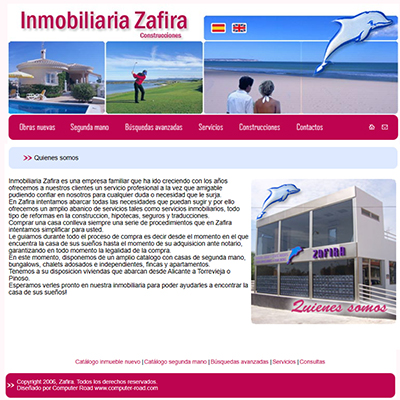 Inmobiliaria Zafira
Construcciones
Obras nuevas Segunda mano Búsquedas avanzadas Servicios Construcciones Contactos
>> Quienes somos
Inmobiliaria Zafira es una empresa familiar que ha ido creciendo con los años
ofrecemos a nuestros clientes un servicio profesional a la vez que amigable
pudiendo confiar en nosotros para cualquier duda o necesidad que le surja.
En Zafira intentamos abarcar todas las necesidades que puedan sugir y por ello
ofrecemos un amplio abanico de servicios tales como servicios inmobiliarios, todo
tipo de reformas en la construccion, hipotecas, seguros y traducciones.
Comprar una casa conlleva siempre una serie de procedimientos que en Zafira
intentamos simplificar para usted.
Le guiamos durante todo el proceso de compra es decir desde el momento en el que
encuentra la casa de sus sueños hasta el momento de su adquisicion ante notario,
garantizando en todo momento la legalidad de la compra.
En este momento, disponemos de un amplio catalogo con casas de segunda mano,
bungalows, chalets adosados e independientes, fincas y apartamentos.
Tenemos a su disposicion viviendas que abarcan desde Alicante a Torrevieja o
Pinoso.
Esperamos verles pronto en nuestra inmobiliaria para poder ayudarles a encontrar la
casa de sus sueños!
Quienes somos
Catálogo inmueble nuevo | Catálogo segunda mano | Búsquedas avanzadas | Servicios | Consultas
>> Copyright 2006, Zafira. Todos los derechos reservados.
Diseñado por Computer Road www.computer-road.com